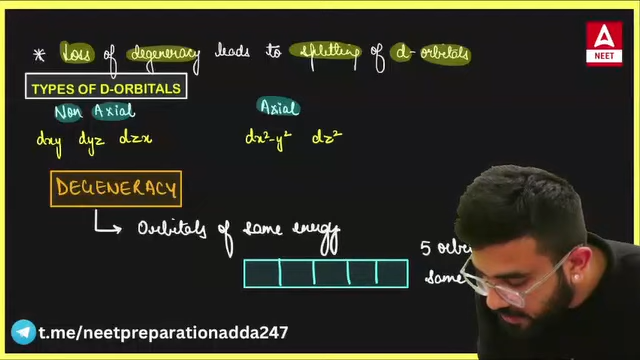 * Loss of degeneracy leads to splitting of d-orbitals
A
NEET
TYPES OF D-ORBITALS
Non Axial
Axial
dxy dyz dzx
dx²-y² dz²
DEGENERACY
↳ Orbitals of same energy
5
same
t.me/neetpreparationadda247